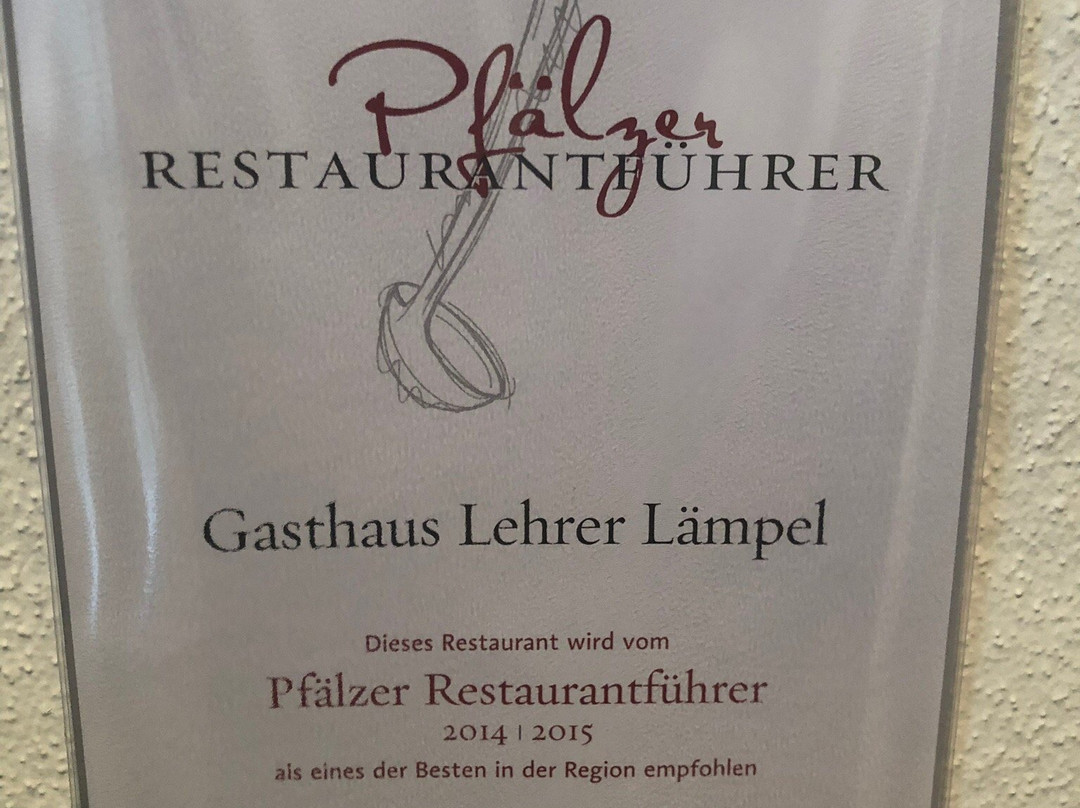 Pfälzer
RESTAURANTFÜHRER
Gasthaus Lehrer Lämpel
Dieses Restaurant wird vom
Pfälzer Restaurantführer
2014 | 2015
als eines der Besten in der Region empfohlen